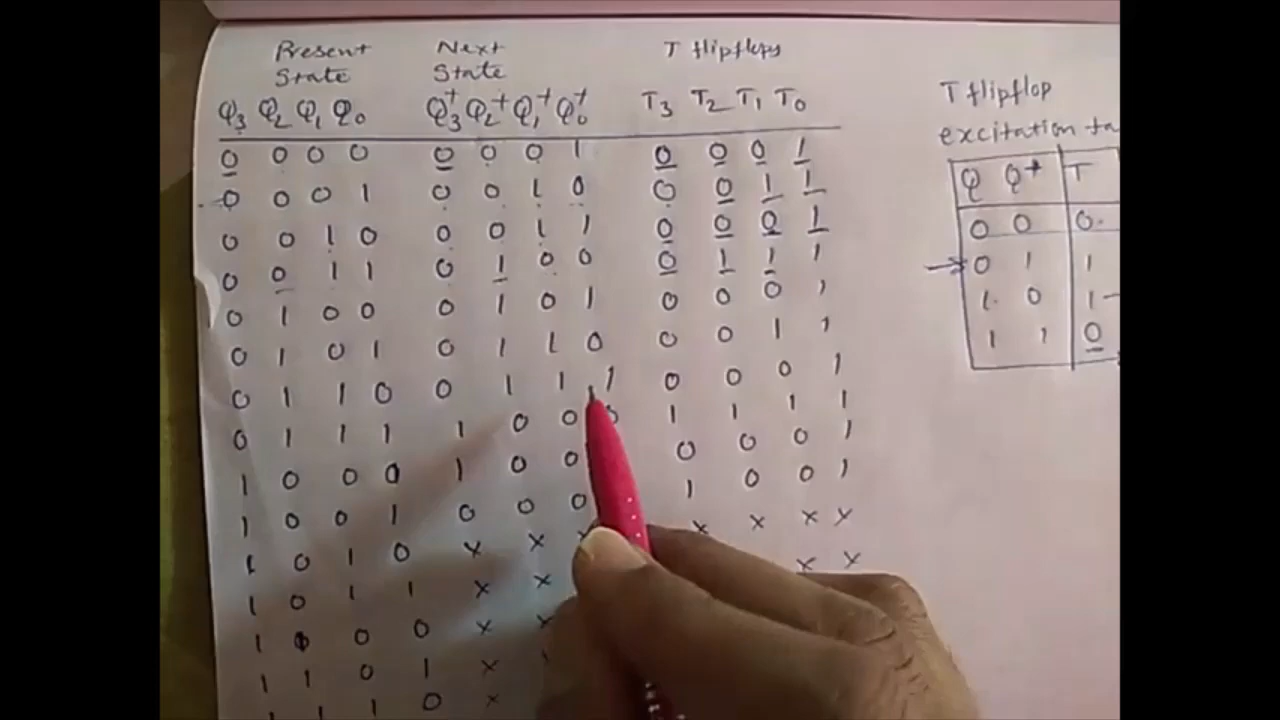 Present Next T flipflops
State State
Q3 Q2 Q1 Q0 Q3+ Q2+ Q1+ Q0+ T3 T2 T1 T0
0 0 0 0 0 0 0 1 0 0 0 1
0 0 0 1 0 0 1 0 0 0 1 1
0 0 1 0 0 0 1 1 0 0 0 1
0 0 1 1 0 1 0 0 0 1 1 1
0 1 0 0 0 1 0 1 0 0 0 1
0 1 0 1 0 1 1 0 0 0 1 1
0 1 1 0 0 1 1 1 0 0 0 1
0 1 1 1 1 0 0 0 1 1 1 1
1 0 0 0 1 0 0 0 0 0 1
1 0 0 1 0 0 0 1 0 0 1
1 0 1 0 x x x x x x x
1 0 1 1 x x x x
1 0 0 x x
1 1 0 1 x
1 1 1 0 x
T flipflop
excitation
Q Q+ T
0 0 0
0 1 1
1 0 1
1 1 0